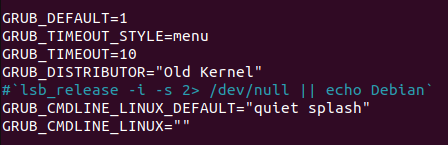 GRUB_DEFAULT=1
GRUB_TIMEOUT_STYLE=menu
GRUB_TIMEOUT=10
GRUB_DISTRIBUTOR="Old Kernel"
#`lsb_release -i -s 2> /dev/null || echo Debian`
GRUB_CMDLINE_LINUX_DEFAULT="quiet splash"
GRUB_CMDLINE_LINUX=""